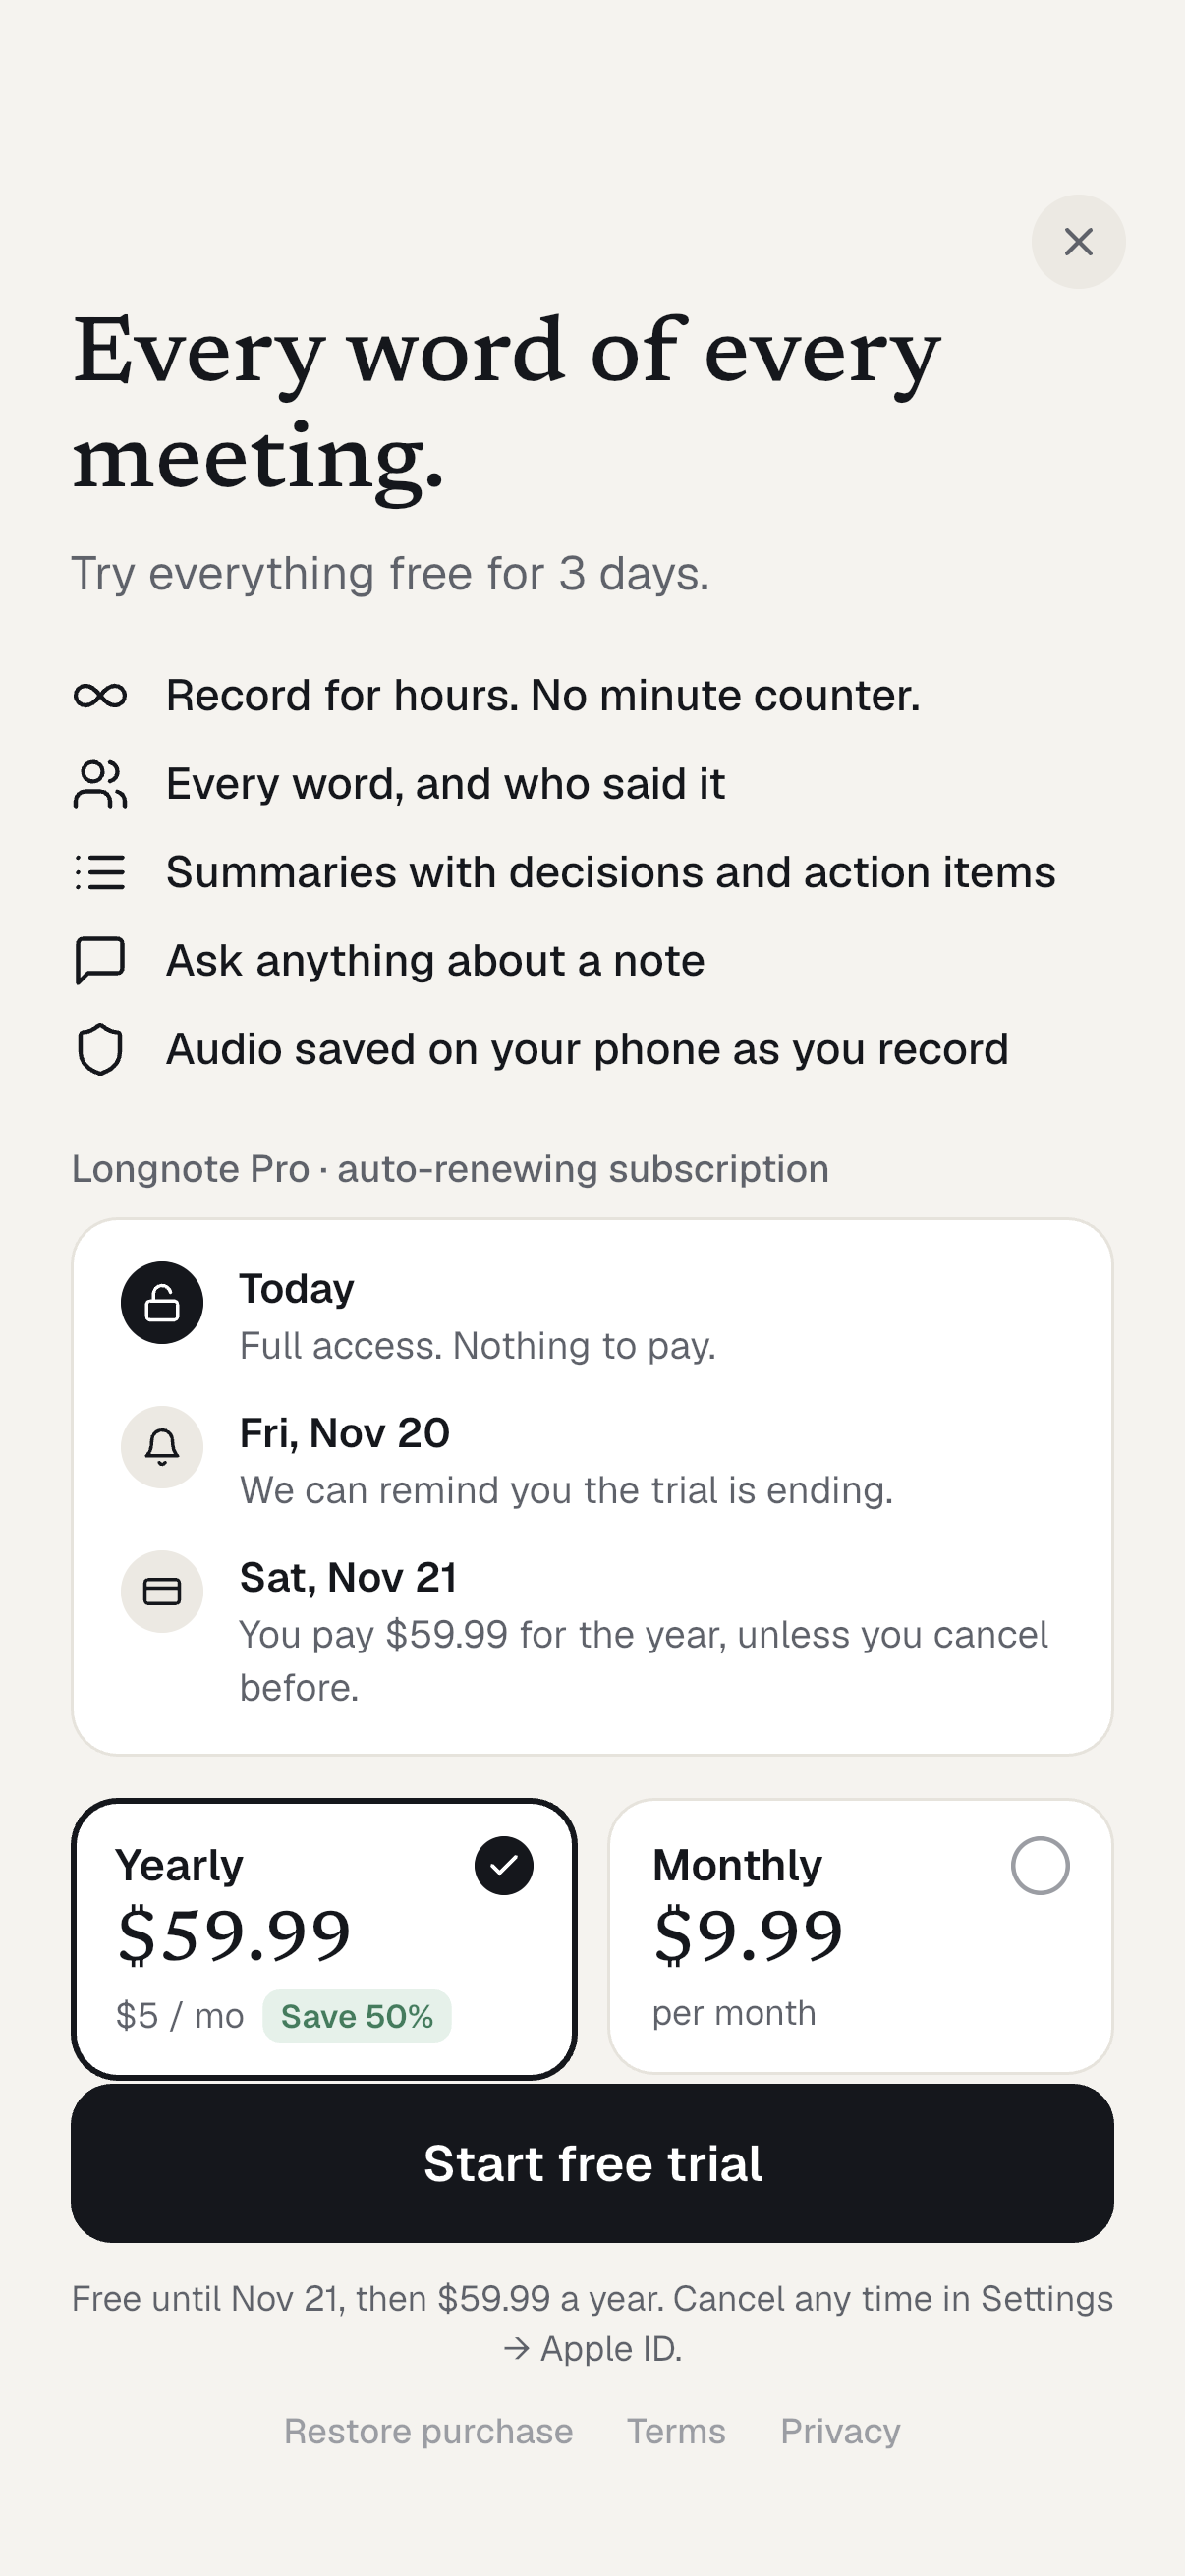 Every word of every
meeting.
Try everything free for 3 days.
Record for hours. No minute counter.
Every word, and who said it
Summaries with decisions and action items
Ask anything about a note
Audio saved on your phone as you record
Longnote Pro · auto-renewing subscription
Today
Full access. Nothing to pay.
Fri, Nov 20
We can remind you the trial is ending.
Sat, Nov 21
You pay $59.99 for the year, unless you cancel
before.
Yearly
$59.99
$5 / mo Save 50%
Monthly
$9.99
per month
Start free trial
Free until Nov 21, then $59.99 a year. Cancel any time in Settings
→ Apple ID.
Restore purchase Terms Privacy